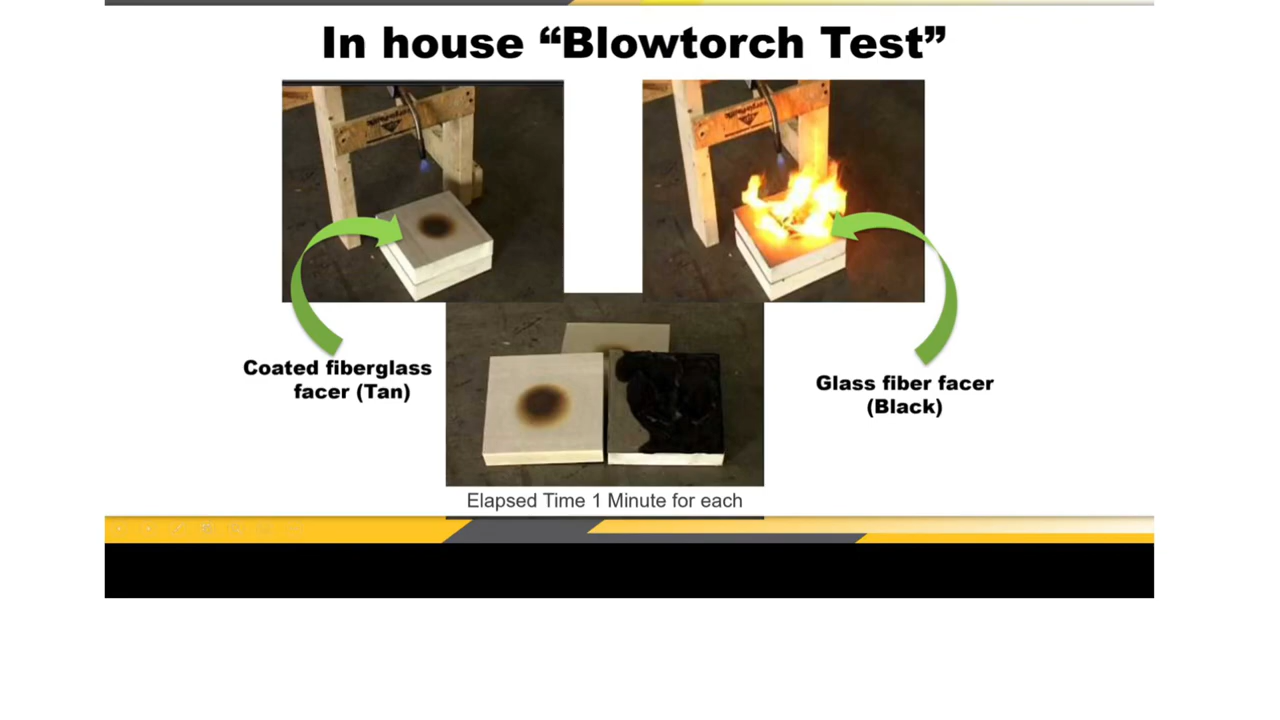 In house “Blowtorch Test”
Coated fiberglass
facer (Tan)
Glass fiber facer
(Black)
Elapsed Time 1 Minute for each